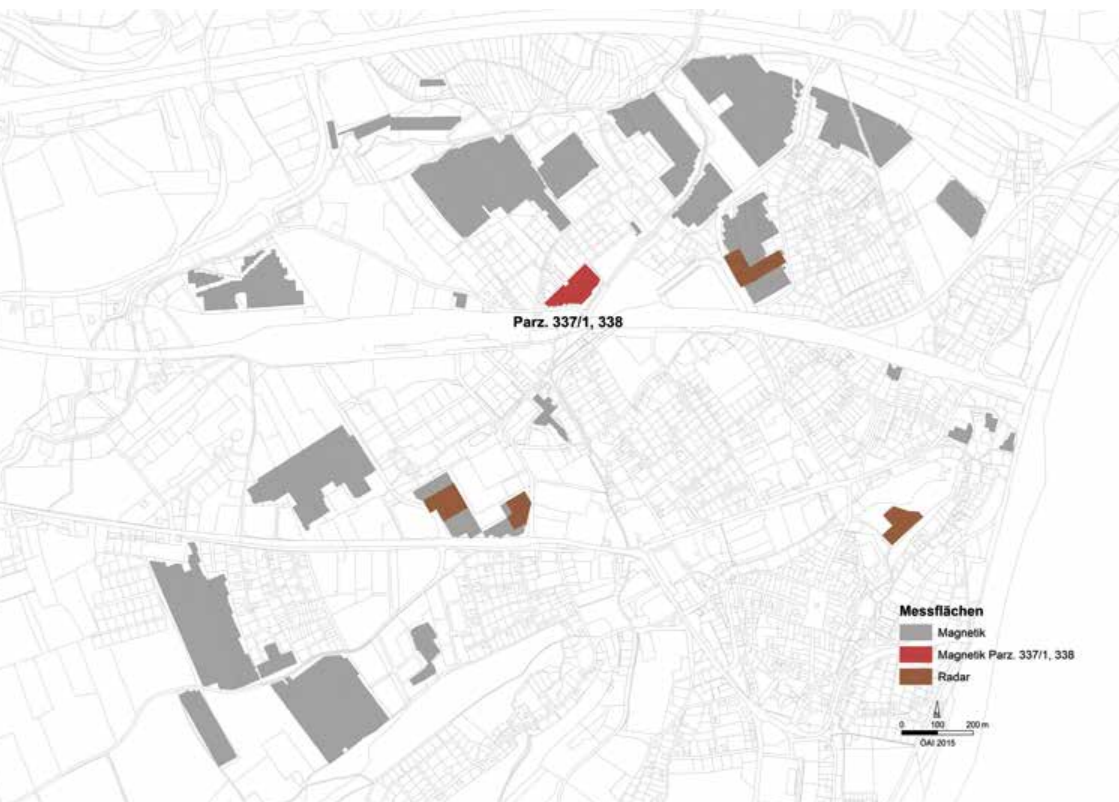 Parz. 337/1, 338
Messflächen
Magnetik
Magnetik Parz. 337/1, 338
Radar
N
0 100 200 m
ÖAI 2015